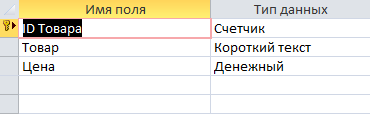 Имя поля Тип данных
ID Товара Счетчик
Товар Короткий текст
Цена Денежный